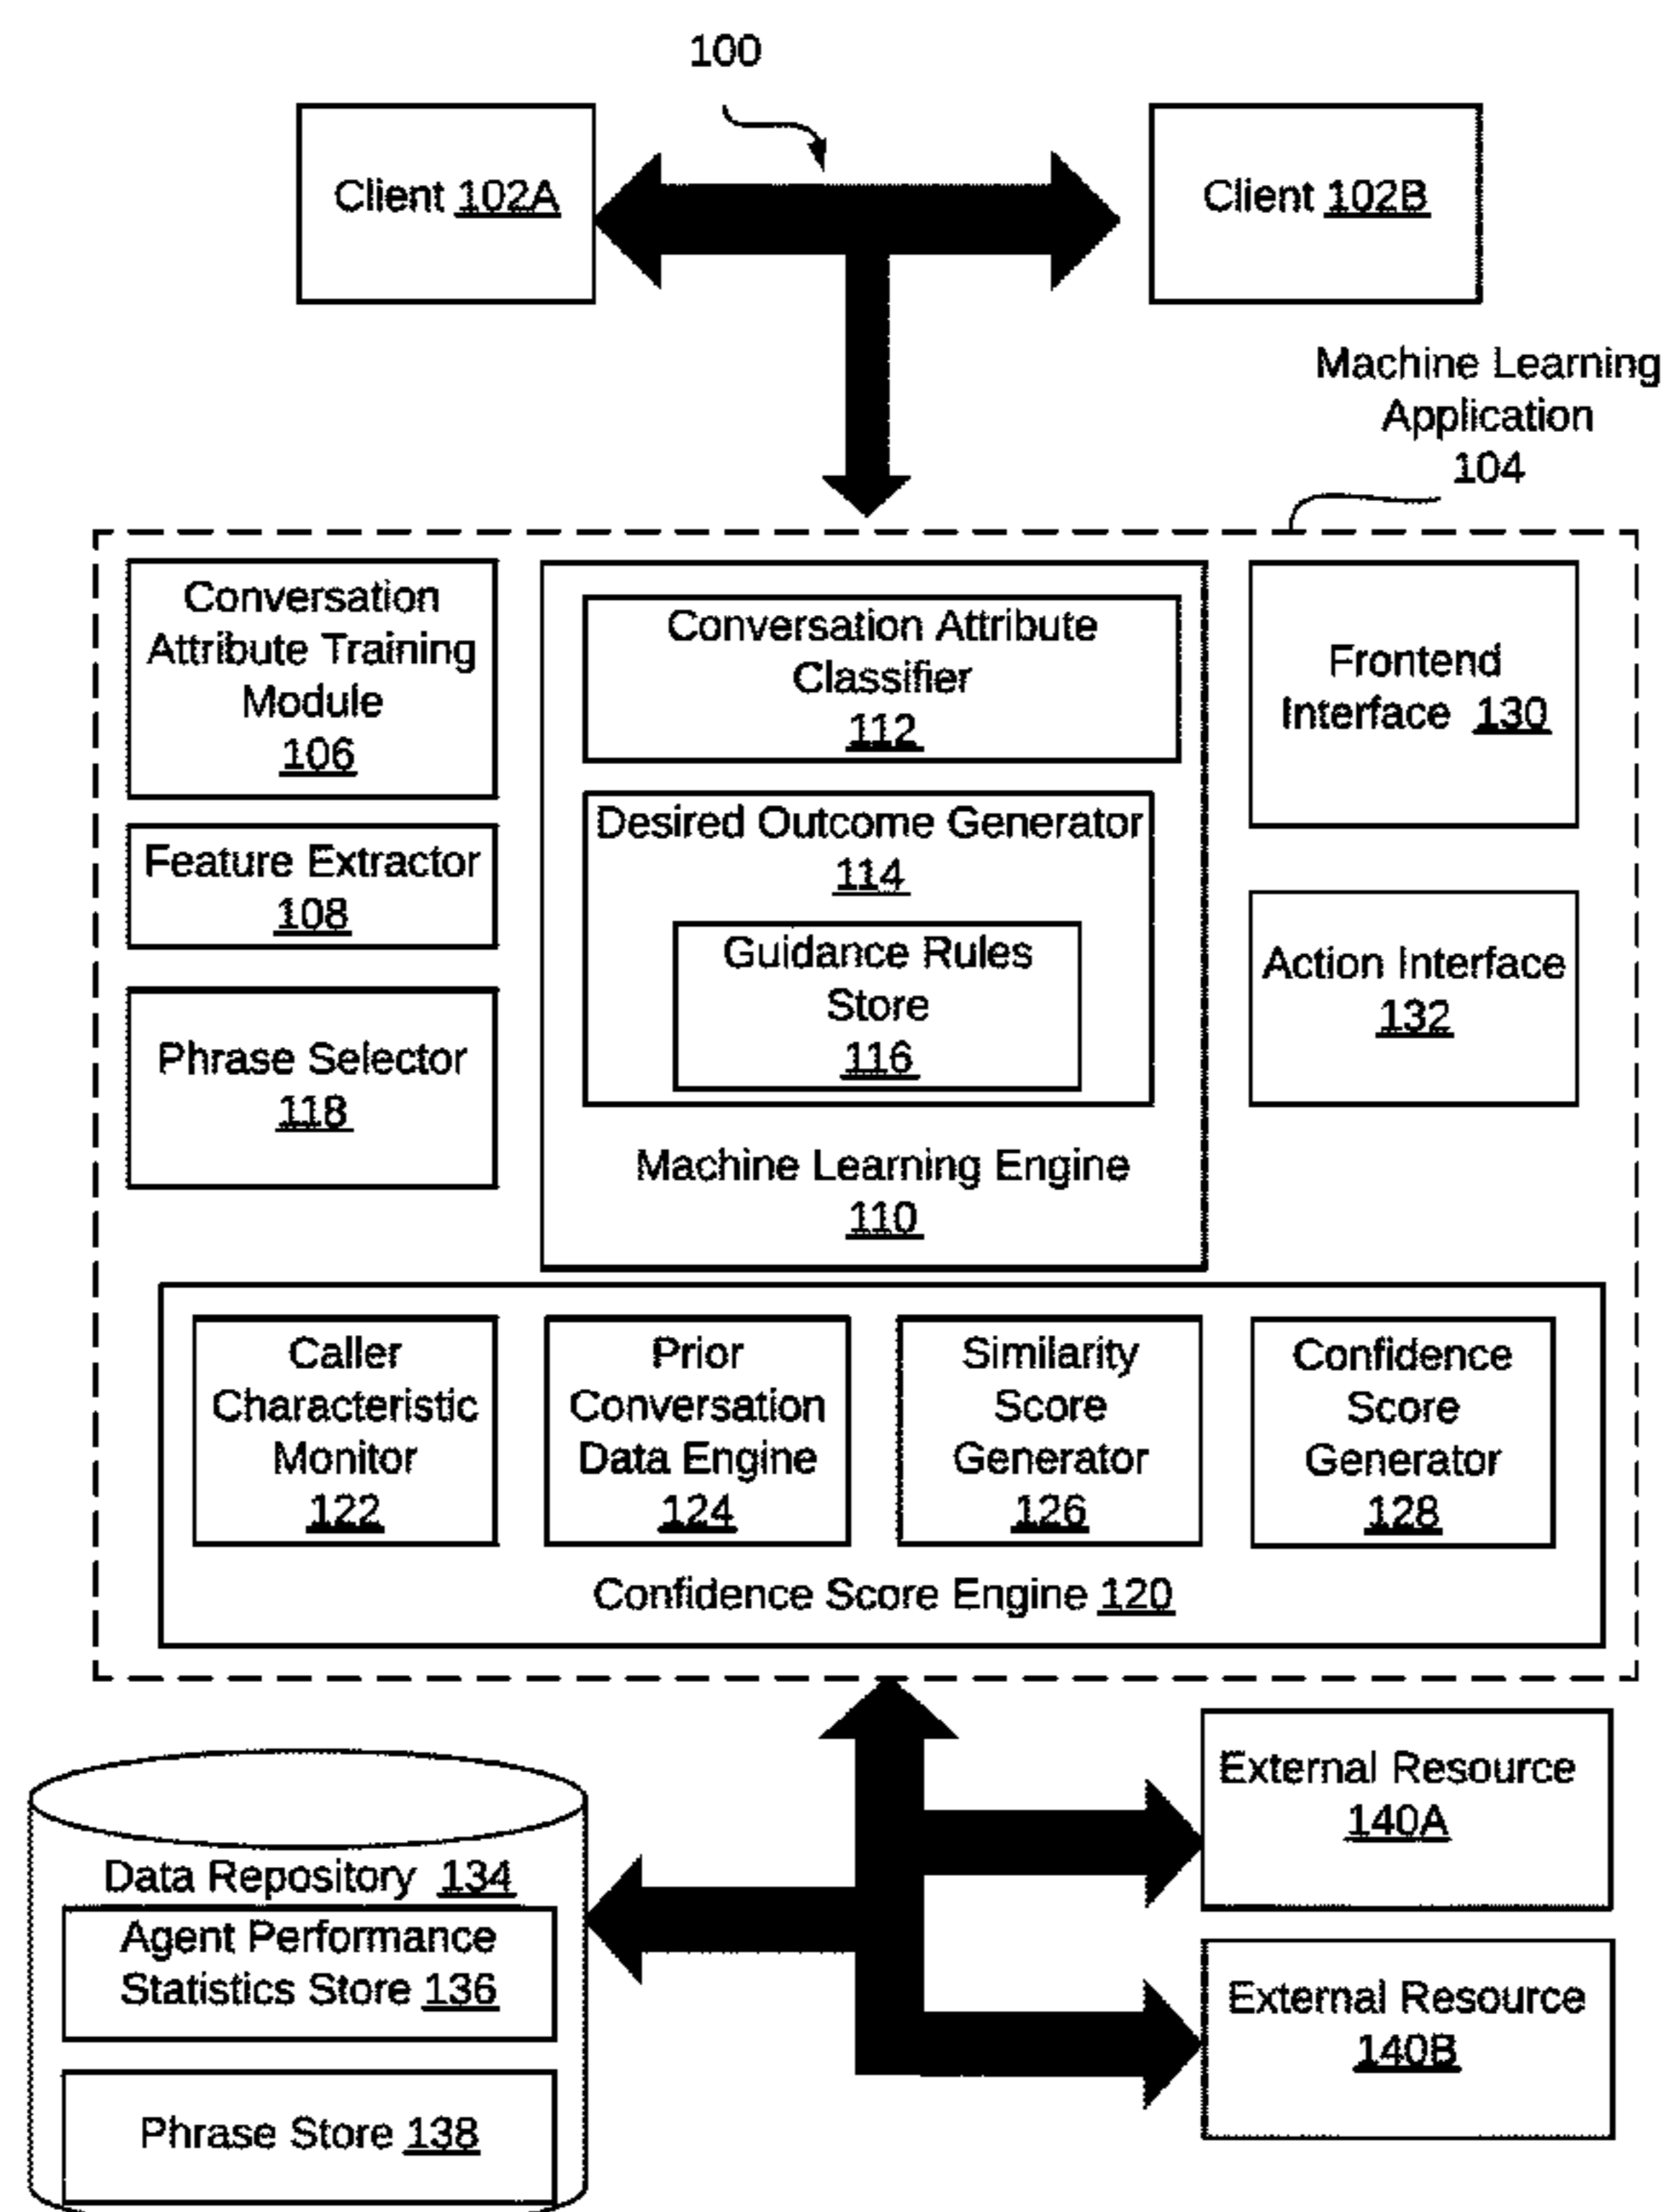 100
Client 102A
Client 102B
Machine Learning
Application
104
Conversation
Attribute Training
Module
106
Feature Extractor
108
Phrase Selector
118
Conversation Attribute
Classifier
112
Desired Outcome Generator
114
Guidance Rules
Store
116
Machine Learning Engine
110
Frontend
Interface 130
Action Interface
132
Caller
Characteristic
Monitor
122
Prior
Conversation
Data Engine
124
Similarity
Score
Generator
126
Confidence
Score
Generator
128
Confidence Score Engine 120
Data Repository 134
Agent Performance
Statistics Store 136
Phrase Store 138
External Resource
140A
External Resource
140B